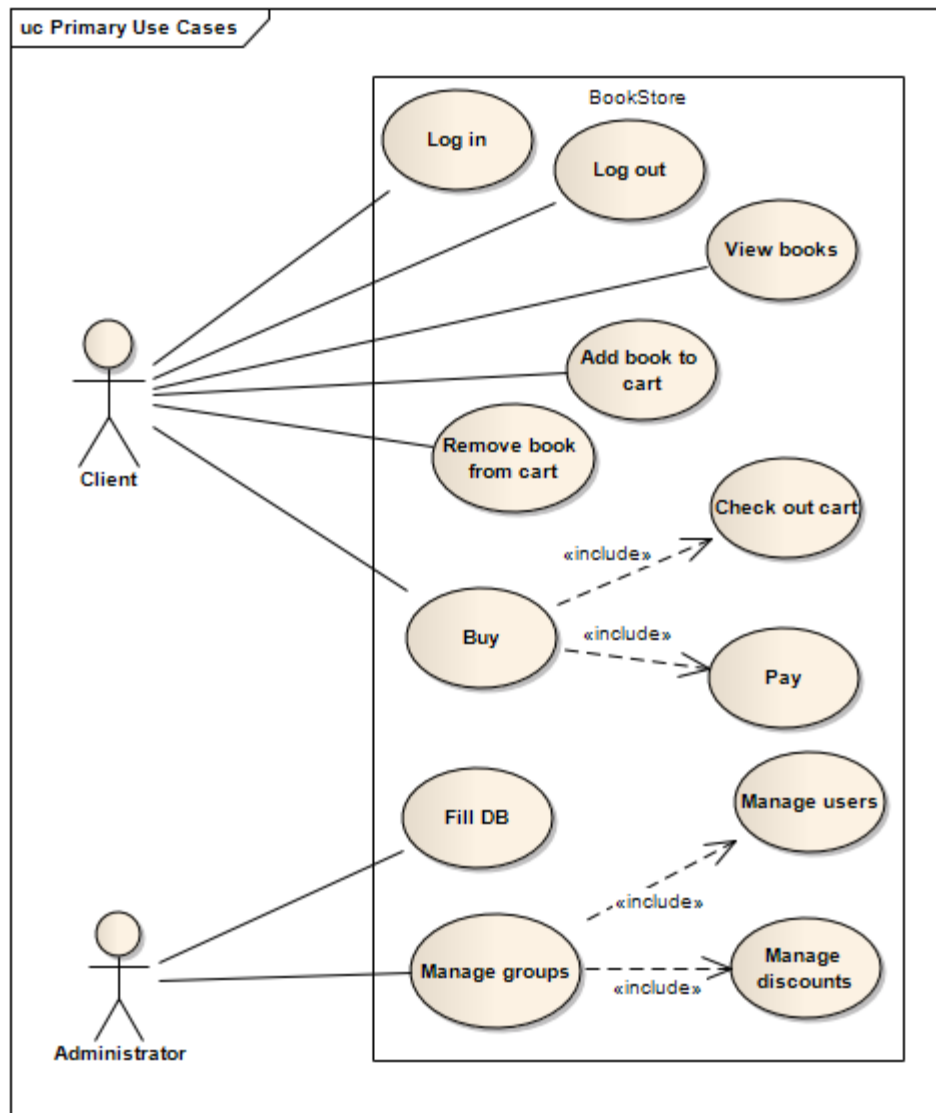 uc Primary Use Cases
BookStore
Log in
Log out
View books
Add book to
cart
Remove book
from cart
Client
Check out cart
«include»
Buy
«include»
Pay
Manage users
Fill DB
«include»
Manage groups
«include»
Manage
discounts
Administrator